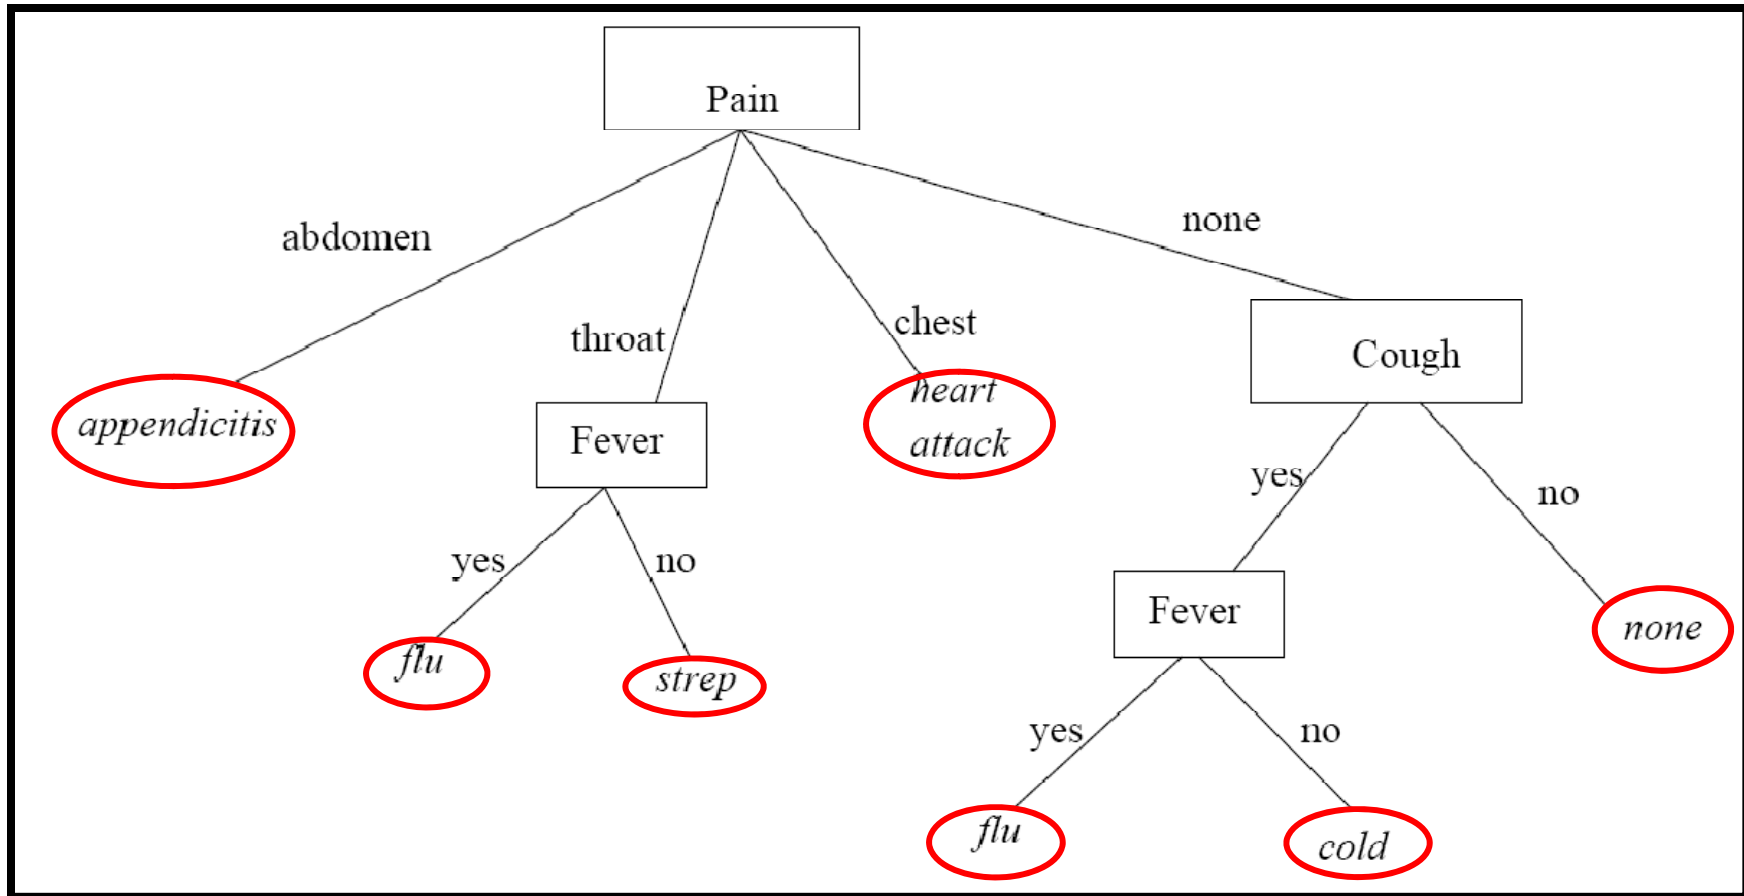 Pain
abdomen
none
throat
chest
Cough
appendicitis
Fever
heart
attack
yes
no
yes
no
flu
strep
Fever
none
yes
no
flu
cold